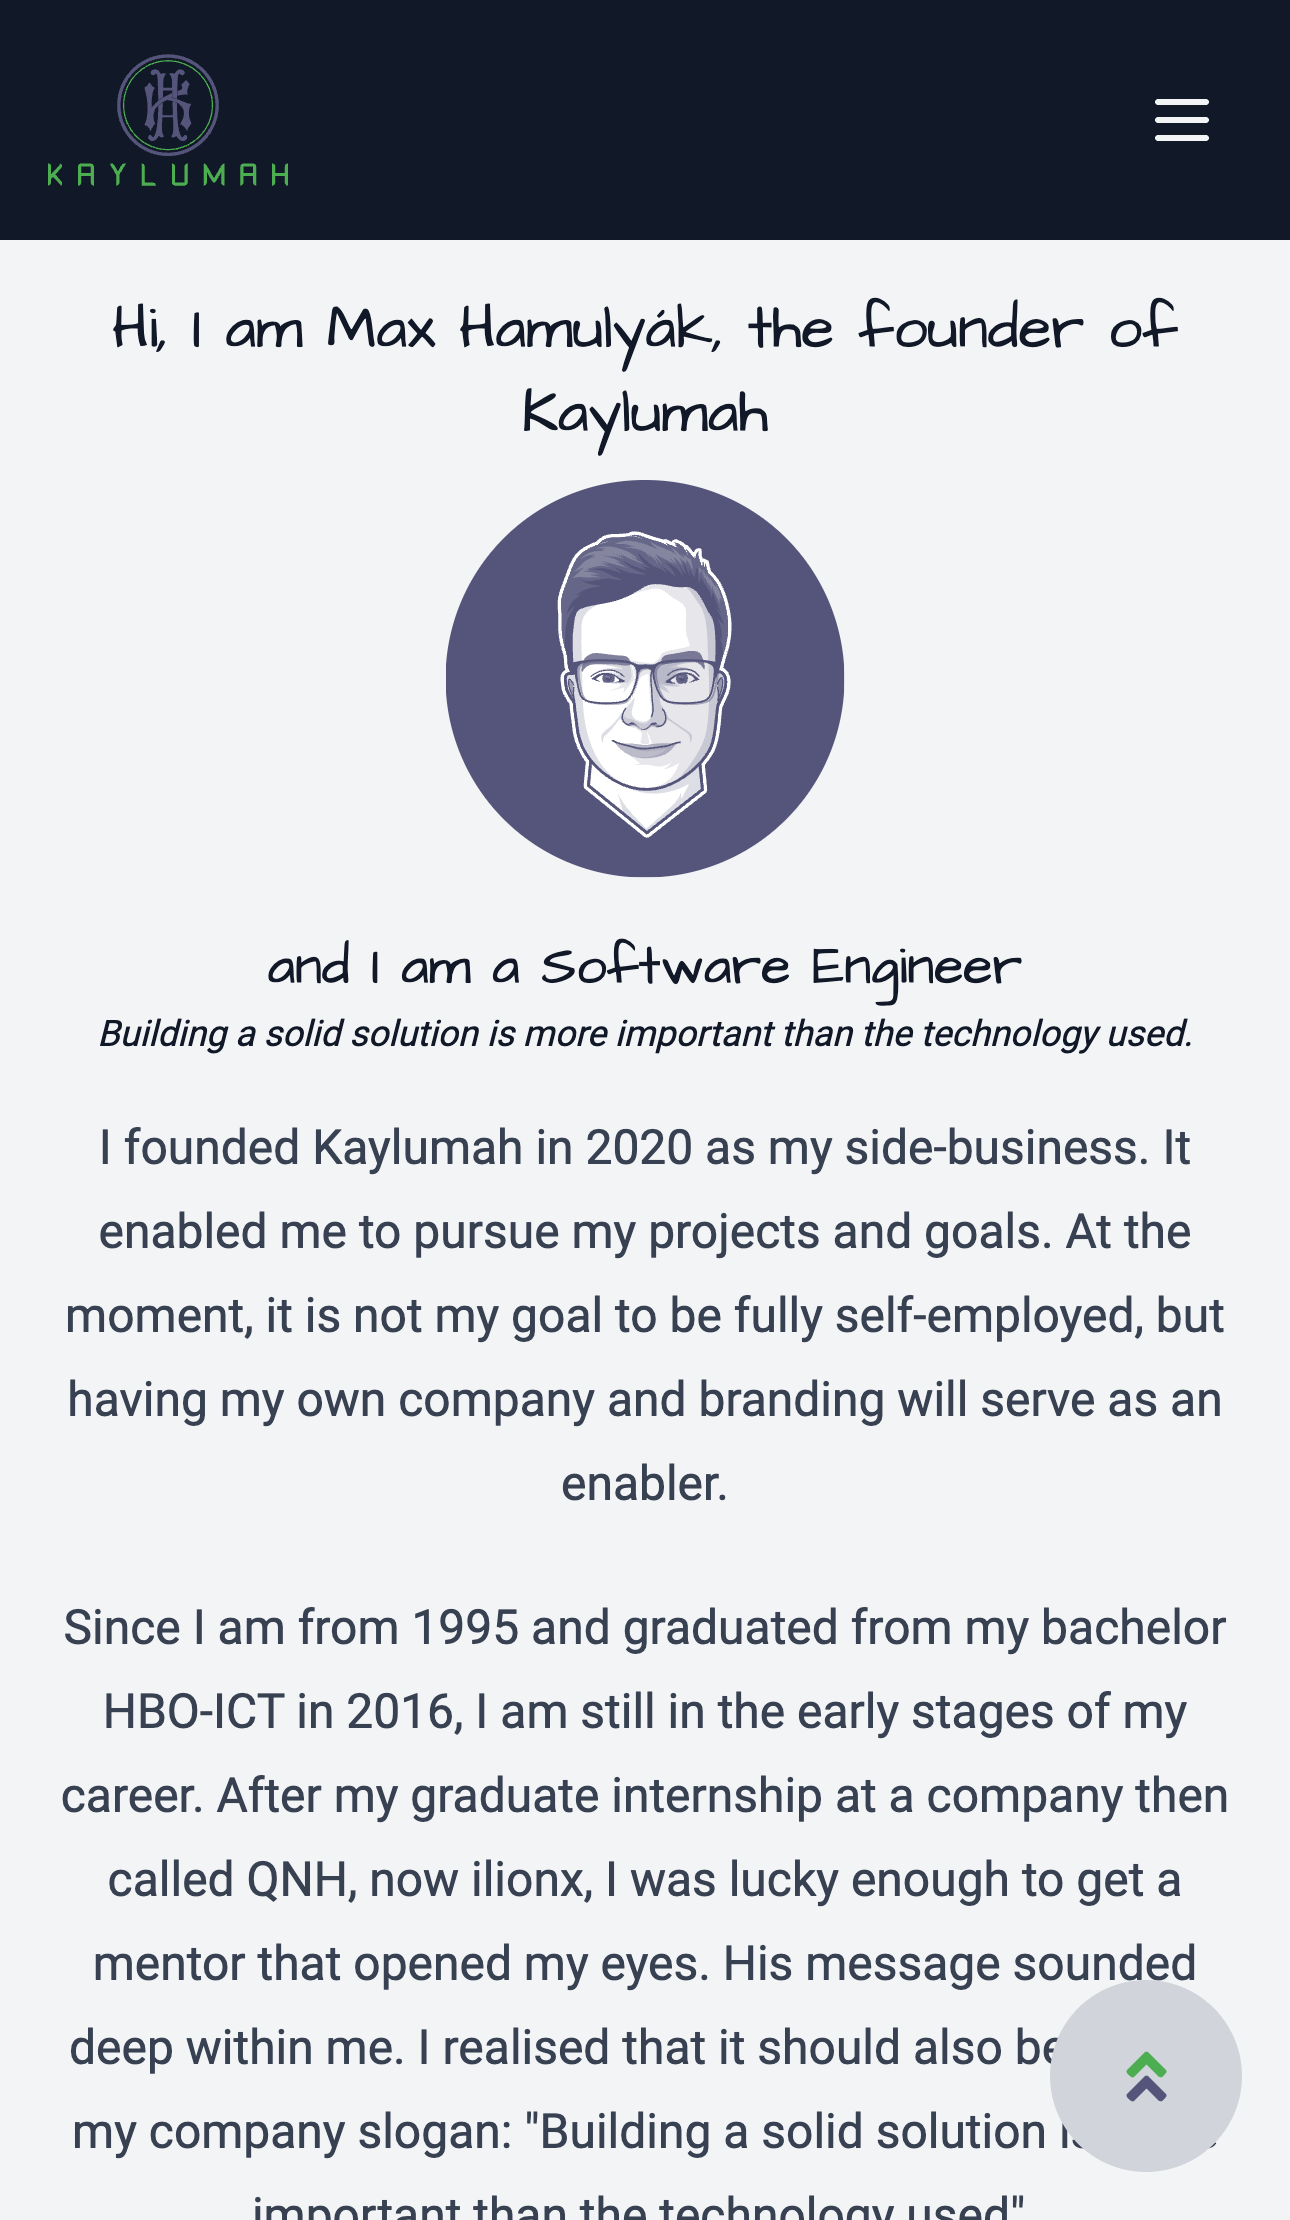 KAYLUMAH
Hi, I am Max Hamulyák, the founder of
Kaylumah
and I am a Software Engineer
Building a solid solution is more important than the technology used.
I founded Kaylumah in 2020 as my side-business. It
enabled me to pursue my projects and goals. At the
moment, it is not my goal to be fully self-employed, but
having my own company and branding will serve as an
enabler.
Since I am from 1995 and graduated from my bachelor
HBO-ICT in 2016, I am still in the early stages of my
career. After my graduate internship at a company then
called QNH, now ilionx, I was lucky enough to get a
mentor that opened my eyes. His message sounded
deep within me. I realised that it should also be
my company slogan: "Building a solid solution is
important than the technology used"